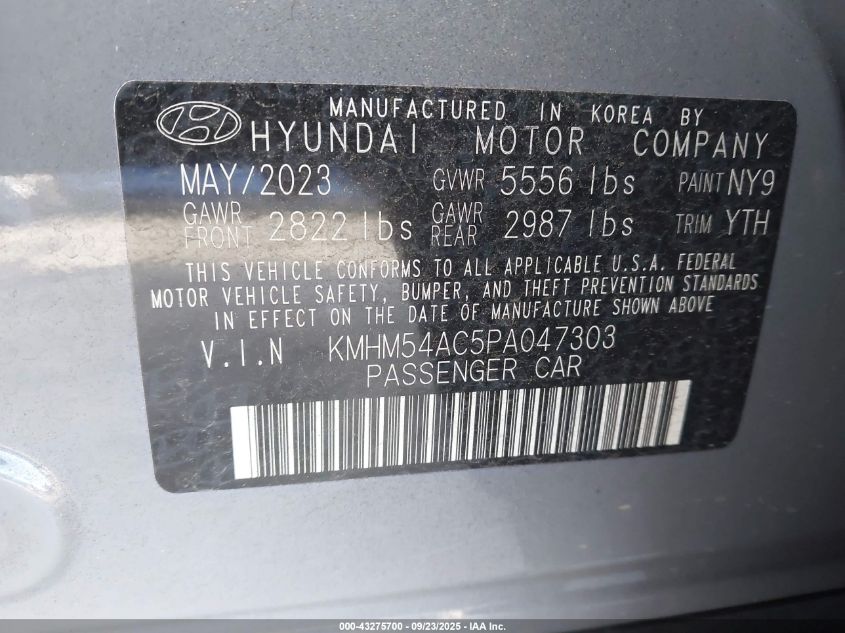 MANUFACTURED IN KOREA BY
HYUNDAI MOTOR COMPANY
MAY/2023 GVWR 5556 lbs PAINT NY9
GAWR FRONT 2822 lbs GAWR REAR 2987 lbs TRIM YTH
THIS VEHICLE CONFORMS TO ALL APPLICABLE U.S.A. FEDERAL
MOTOR VEHICLE SAFETY, BUMPER, AND THEFT PREVENTION STANDARDS
IN EFFECT ON THE DATE OF MANUFACTURE SHOWN ABOVE
V.I.N KMHM54AC5PA047303
PASSENGER CAR
000-43275700 - 09/23/2025 - IAA Inc.